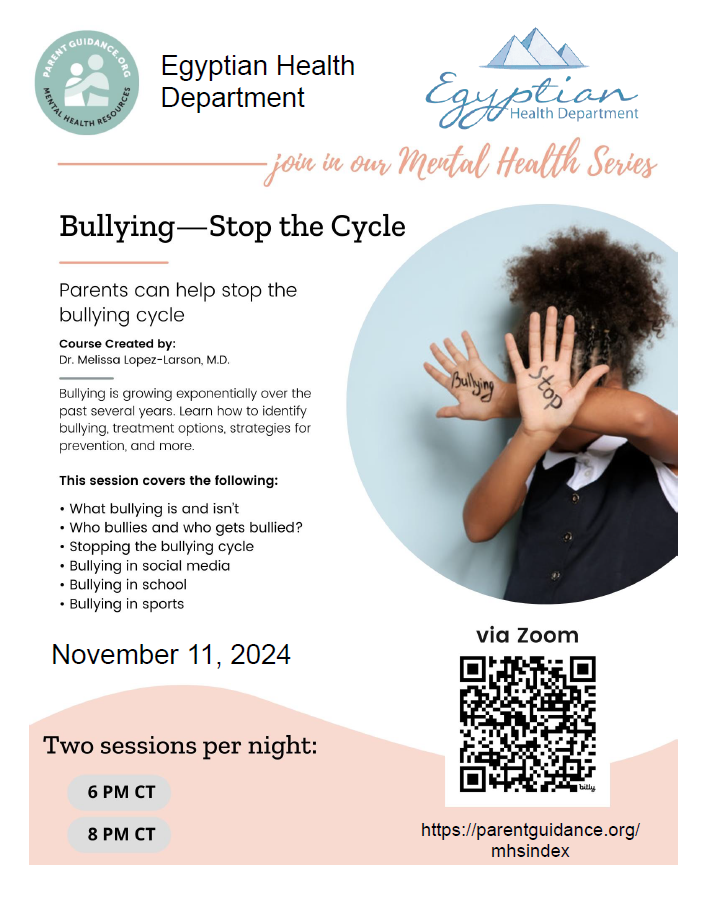 PARENT GUIDANCE.ORG
MENTAL HEALTH RESOURCES
Egyptian Health
Department
Egyptian
Health Department
join in our Mental Health Series
Bullying—Stop the Cycle
Parents can help stop the
bullying cycle
Course Created by:
Dr. Melissa Lopez-Larson, M.D.
Bullying is growing exponentially over the
past several years. Learn how to identify
bullying, treatment options, strategies for
prevention, and more.
This session covers the following:
• What bullying is and isn't
• Who bullies and who gets bullied?
• Stopping the bullying cycle
• Bullying in social media
• Bullying in school
• Bullying in sports
Bullying
Stop
November 11, 2024
Two sessions per night:
6 PM CT
8 PM CT
via Zoom
bitly
https://parentguidance.org/
mhsindex